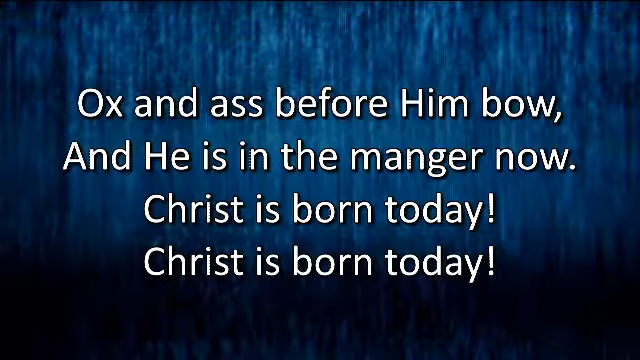 Ox and ass before Him bow,
And He is in the manger now.
Christ is born today!
Christ is born today!